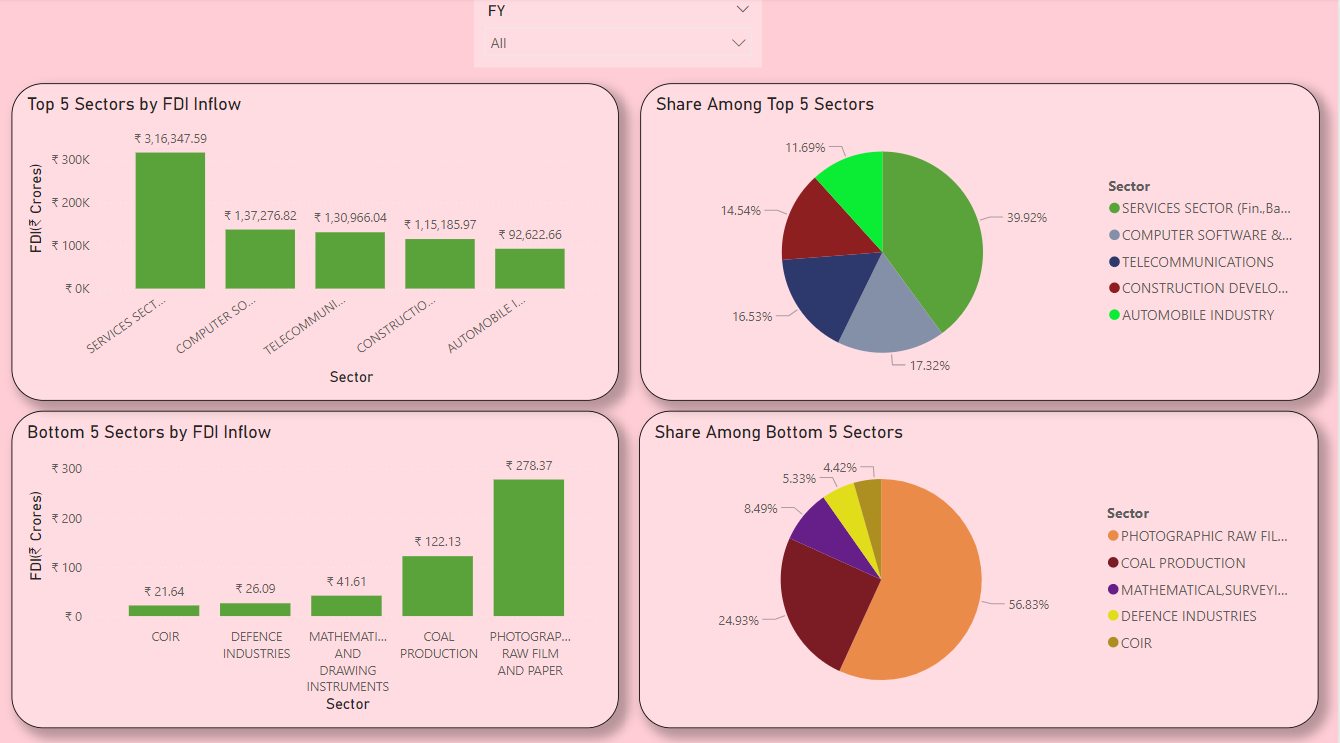 FY
All
Top 5 Sectors by FDI Inflow
₹ 3,16,347.59
₹ 1,37,276.82
₹ 1,30,966.04
₹ 1,15,185.97
₹ 92,622.66
FDI(₹ Crores)
₹ 300K
₹ 200K
₹ 100K
₹ 0K
SERVICES SECT...
COMPUTER SO...
TELECOMMUNI...
CONSTRUCTIO...
AUTOMOBILE I...
Sector
Share Among Top 5 Sectors
11.69%
14.54%
16.53%
17.32%
39.92%
Sector
SERVICES SECTOR (Fin.,Ba...
COMPUTER SOFTWARE &...
TELECOMMUNICATIONS
CONSTRUCTION DEVELO...
AUTOMOBILE INDUSTRY
Bottom 5 Sectors by FDI Inflow
₹ 21.64
₹ 26.09
₹ 41.61
₹ 122.13
₹ 278.37
FDI(₹ Crores)
₹ 300
₹ 200
₹ 100
₹ 0
COIR
DEFENCE
INDUSTRIES
MATHEMATI...
AND
DRAWING
INSTRUMENTS
COAL
PRODUCTION
PHOTOGRAP...
RAW FILM
AND PAPER
Sector
Share Among Bottom 5 Sectors
4.42%
5.33%
8.49%
24.93%
56.83%
Sector
PHOTOGRAPHIC RAW FIL...
COAL PRODUCTION
MATHEMATICAL,SURVEYI...
DEFENCE INDUSTRIES
COIR